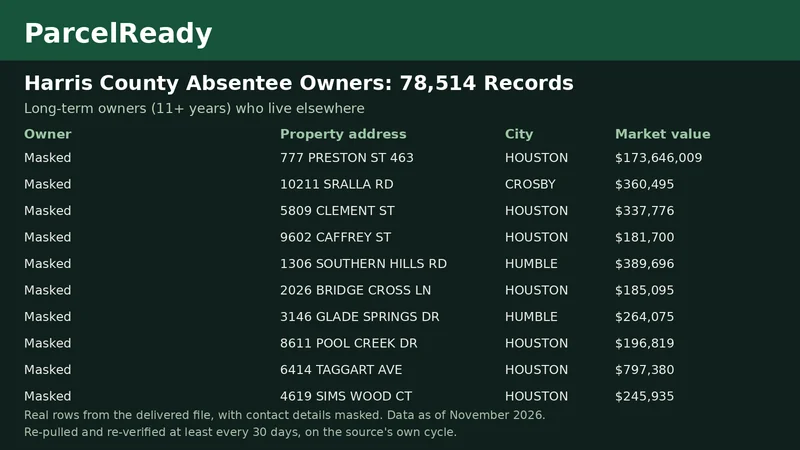 ParcelReady
Harris County Absentee Owners: 78,514 Records
Long-term owners (11+ years) who live elsewhere
Owner Property address City Market value
Masked 777 PRESTON ST 463 HOUSTON $173,646,009
Masked 10211 SRALLA RD CROSBY $360,495
Masked 5809 CLEMENT ST HOUSTON $337,776
Masked 9602 CAFFREY ST HOUSTON $181,700
Masked 1306 SOUTHERN HILLS RD HUMBLE $389,696
Masked 2026 BRIDGE CROSS LN HOUSTON $185,095
Masked 3146 GLADE SPRINGS DR HUMBLE $264,075
Masked 8611 POOL CREEK DR HOUSTON $196,819
Masked 6414 TAGGART AVE HOUSTON $797,380
Masked 4619 SIMS WOOD CT HOUSTON $245,935
Real rows from the delivered file, with contact details masked. Data as of November 2026.
Re-pulled and re-verified at least every 30 days, on the source's own cycle.